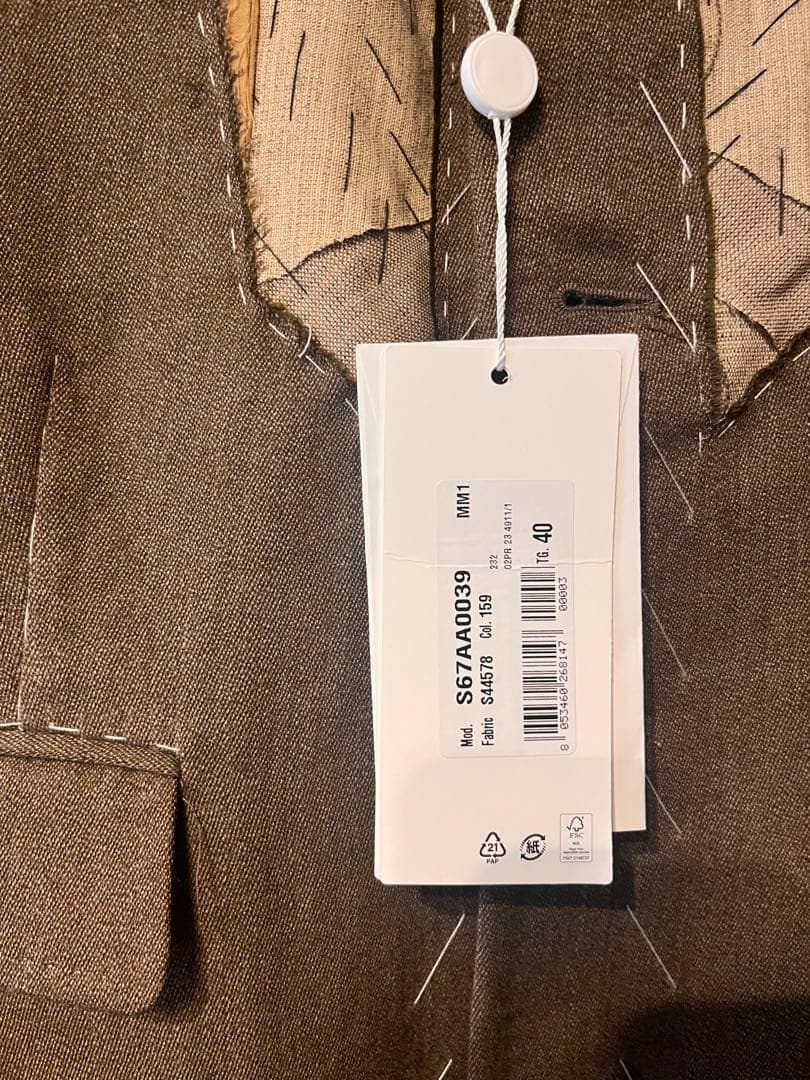 MM1
Mod. S67AA0039
232
Fabric S44578 Col. 159
02PR 23 4911/1
TG. 40
8 053460 268147 00003
21
PAP
紙
FSC
MIX